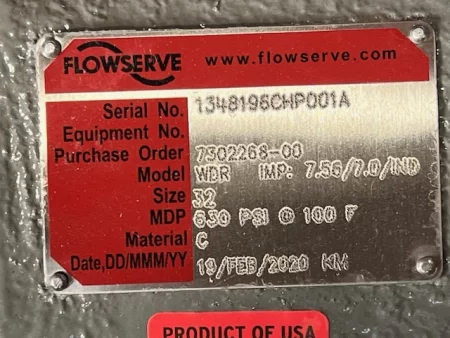 FLOWSERVE www.flowserve.com
Serial No. 1348196CHP001A
Equipment No.
Purchase Order 7302268-00
Model WDR IMP: 7.56/7.0/IND
Size 32
MDP 630 PSI @ 100 F
Material C
Date,DD/MMM/YY 19/FEB/2020 KM
PRODUCT OF USA